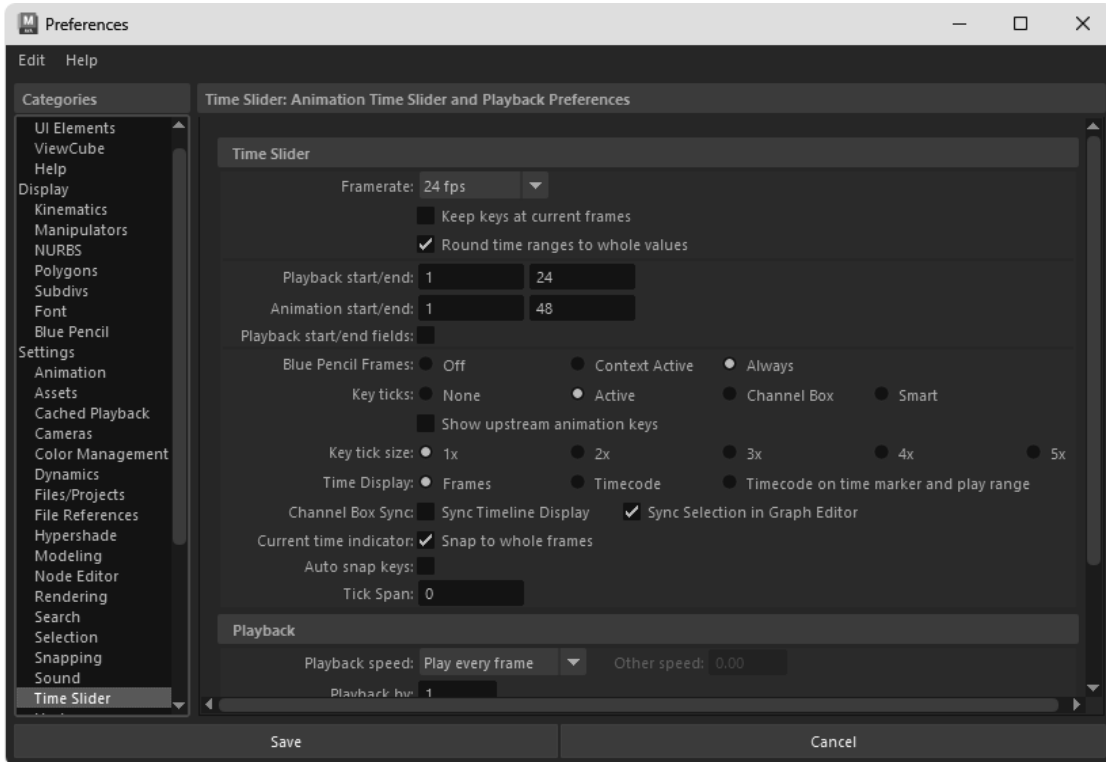 Preferences
Edit Help
Categories
UI Elements
ViewCube
Help
Display
Kinematics
Manipulators
NURBS
Polygons
Subdivs
Font
Blue Pencil
Settings
Animation
Assets
Cached Playback
Cameras
Color Management
Dynamics
Files/Projects
File References
Hypershade
Modeling
Node Editor
Rendering
Search
Selection
Snapping
Sound
Time Slider
Time Slider: Animation Time Slider and Playback Preferences
Time Slider
Framerate: 24 fps
Keep keys at current frames
Round time ranges to whole values
Playback start/end: 1 24
Animation start/end: 1 48
Playback start/end fields:
Blue Pencil Frames: Off Context Active Always
Key ticks: None Active Channel Box Smart
Show upstream animation keys
Key tick size: 1x 2x 3x 4x 5x
Time Display: Frames Timecode Timecode on time marker and play range
Channel Box Sync: Sync Timeline Display Sync Selection in Graph Editor
Current time indicator: Snap to whole frames
Auto snap keys:
Tick Span: 0
Playback
Playback speed: Play every frame Other speed: 0.00
Playback by: 1
Save Cancel